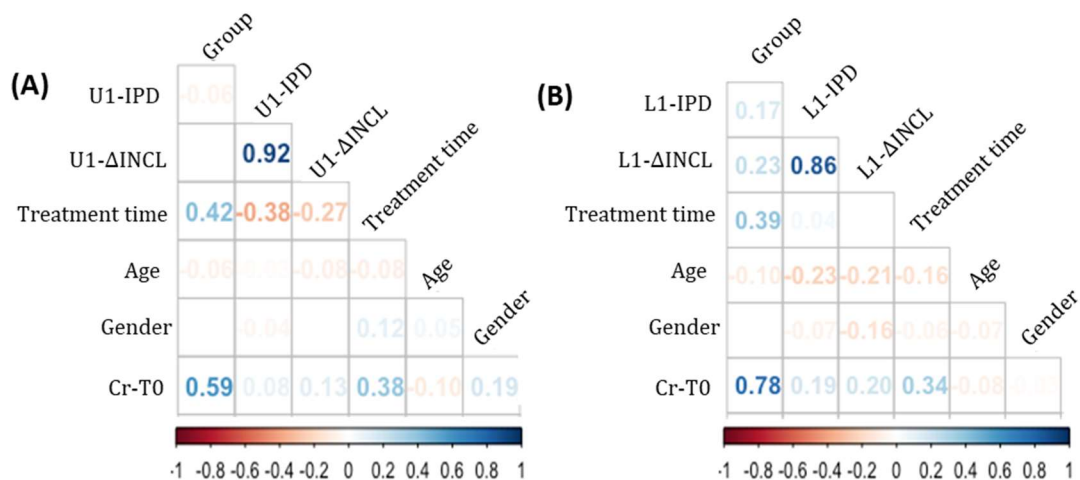 (A)
Group
U1-IPD
U1-ΔINCL
Treatment time
Age
Gender
U1-IPD -0.06
U1-ΔINCL 0.92
Treatment time 0.42 -0.38 -0.27
Age -0.06 -0.08 -0.08
Gender -0.04 0.12 0.05
Cr-T0 0.59 0.08 0.13 0.38 -0.10 0.19
-1 -0.8 -0.6 -0.4 -0.2 0 0.2 0.4 0.6 0.8 1
(B)
Group
L1-IPD
L1-ΔINCL
Treatment time
Age
Gender
L1-IPD 0.17
L1-ΔINCL 0.23 0.86
Treatment time 0.39 0.04
Age -0.10 -0.23 -0.21 -0.16
Gender -0.07 -0.16 -0.06 -0.07
Cr-T0 0.78 0.19 0.20 0.34 -0.08
-1 -0.8 -0.6 -0.4 -0.2 0 0.2 0.4 0.6 0.8 1